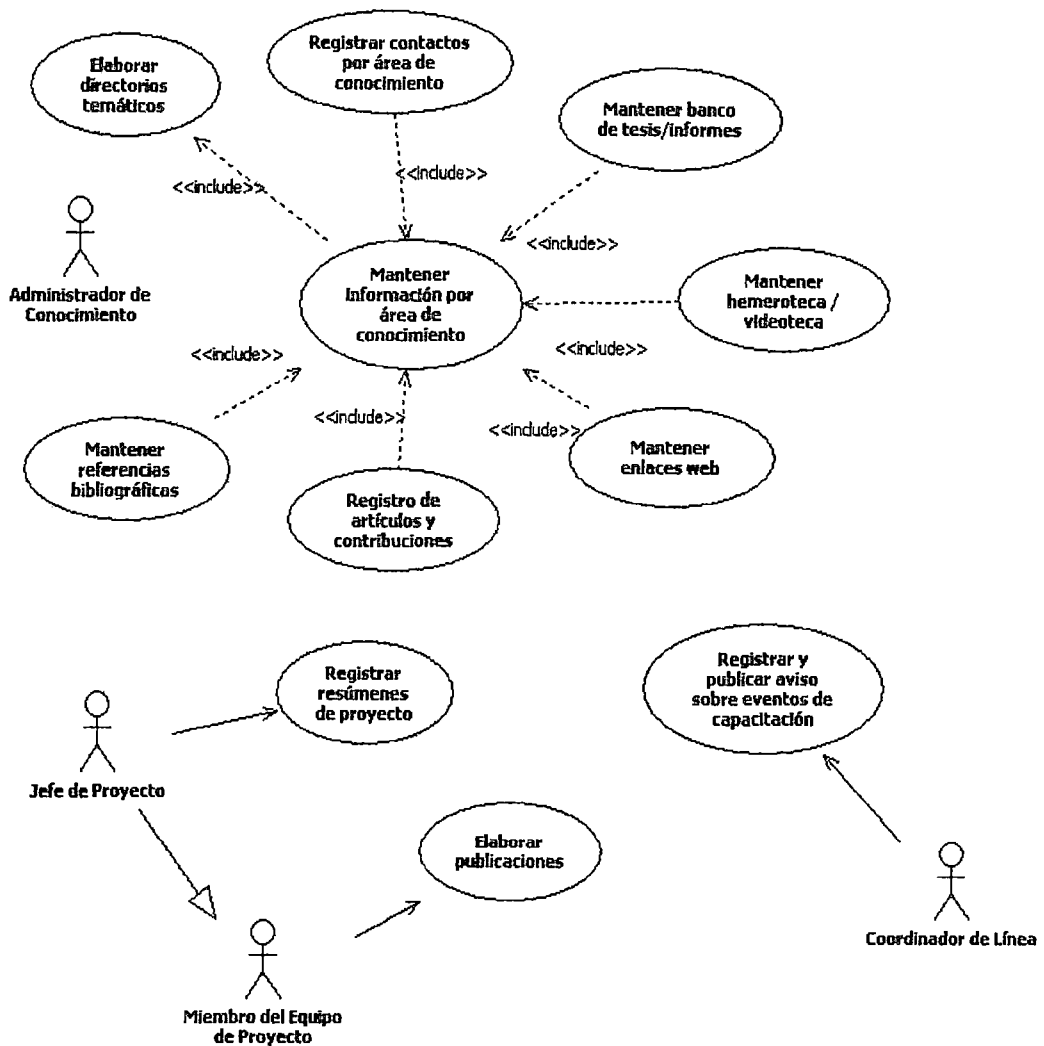 Elaborar
directorios
temáticos
Registrar contactos
por área de
conocimiento
Mantener banco
de tesis/informes
<<include>>
<<include>>
<<include>>
Administrador de
Conocimiento
Mantener
Información por
área de
conocimiento
Mantener
hemeroteca /
videoteca
<<include>>
<<include>>
<<include>>
<<include>>
Mantener
referencias
bibliográficas
Registro de
artículos y
contribuciones
Mantener
enlaces web
Registrar
resúmenes
de proyecto
Registrar y
publicar aviso
sobre eventos de
capacitación
Jefe de Proyecto
Elaborar
publicaciones
Coordinador de Línea
Miembro del Equipo
de Proyecto